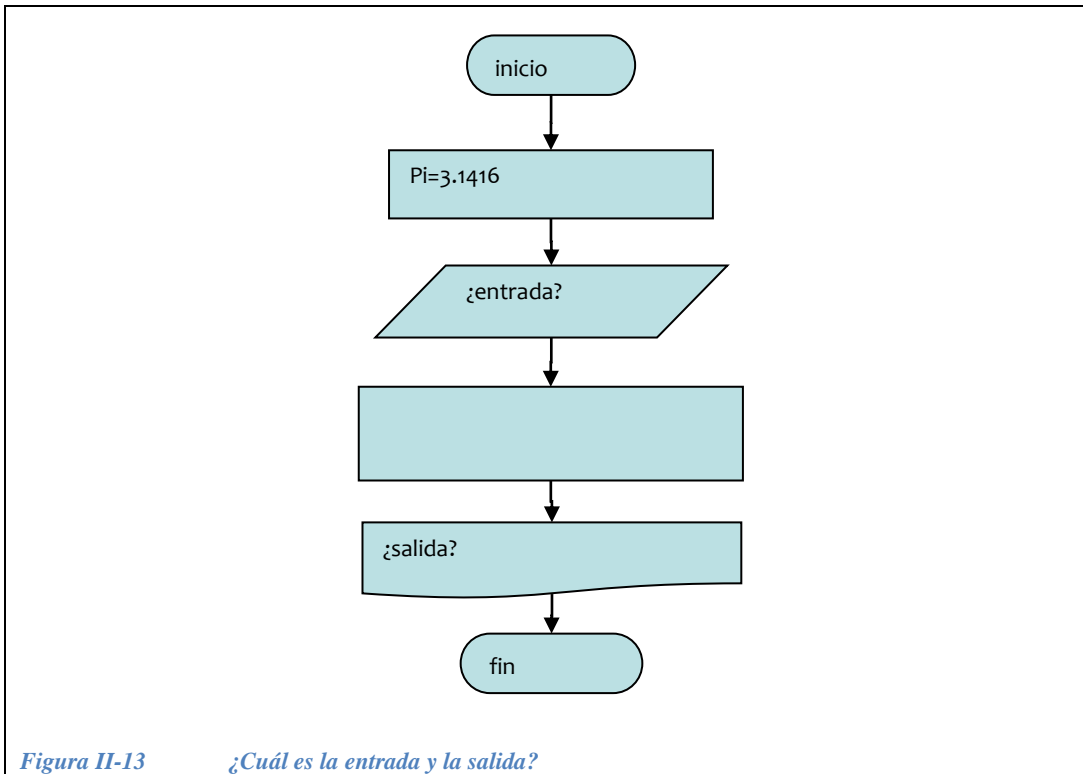 inicio
Pi=3.1416
¿entrada?
¿salida?
fin
Figura II-13 ¿Cuál es la entrada y la salida?